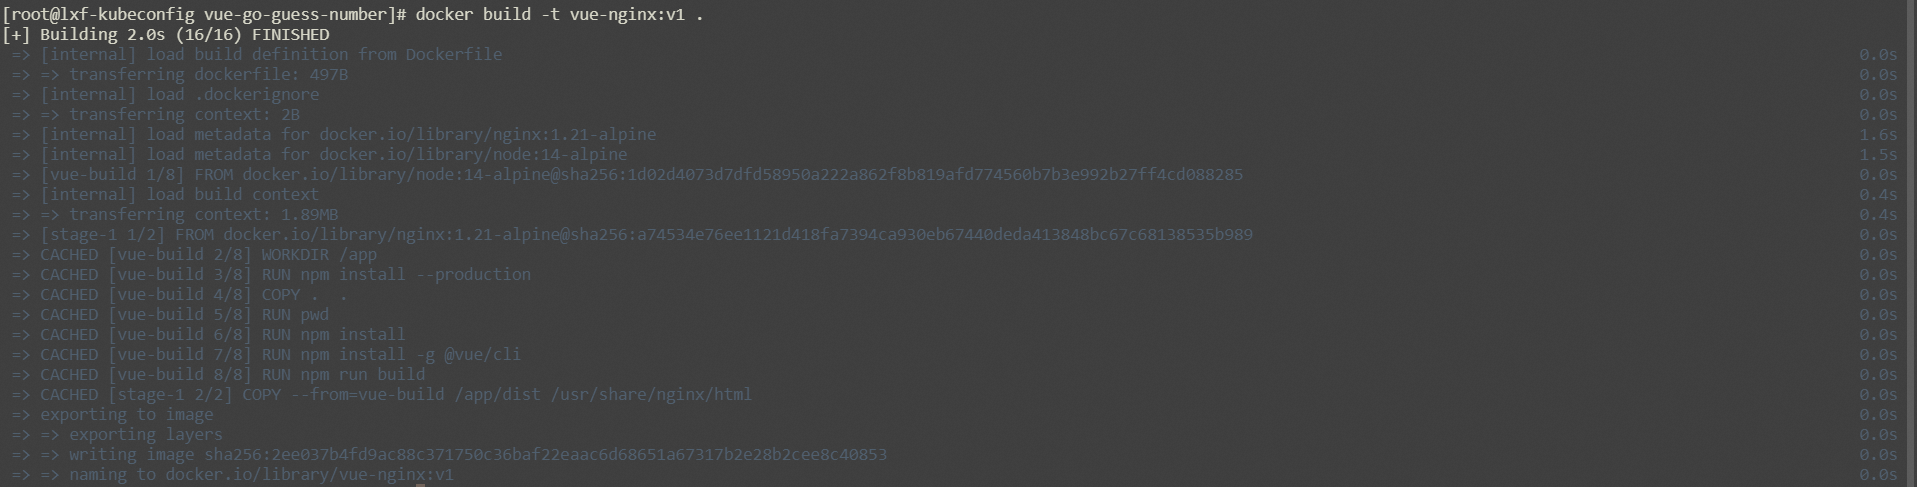 [root@lxf-kubeconfig vue-go-guess-number]# docker build -t vue-nginx:v1 .
[+] Building 2.0s (16/16) FINISHED
=> [internal] load build definition from Dockerfile 0.0s
=> => transferring dockerfile: 497B 0.0s
=> [internal] load .dockerignore 0.0s
=> => transferring context: 2B 0.0s
=> [internal] load metadata for docker.io/library/nginx:1.21-alpine 1.6s
=> [internal] load metadata for docker.io/library/node:14-alpine 1.5s
=> [vue-build 1/8] FROM docker.io/library/node:14-alpine@sha256:1d02d4073d7dfd58950a222a862f8b819afd774560b7b3e992b27ff4cd088285 0.0s
=> [internal] load build context 0.4s
=> => transferring context: 1.89MB 0.4s
=> [stage-1 1/2] FROM docker.io/library/nginx:1.21-alpine@sha256:a74534e76ee1121d418fa7394ca930eb67440deda413848bc67c68138535b989 0.0s
=> CACHED [vue-build 2/8] WORKDIR /app 0.0s
=> CACHED [vue-build 3/8] RUN npm install --production 0.0s
=> CACHED [vue-build 4/8] COPY .  . 0.0s
=> CACHED [vue-build 5/8] RUN pwd 0.0s
=> CACHED [vue-build 6/8] RUN npm install 0.0s
=> CACHED [vue-build 7/8] RUN npm install -g @vue/cli 0.0s
=> CACHED [vue-build 8/8] RUN npm run build 0.0s
=> CACHED [stage-1 2/2] COPY --from=vue-build /app/dist /usr/share/nginx/html 0.0s
=> exporting to image 0.0s
=> => exporting layers 0.0s
=> => writing image sha256:2ee037b4fd9ac88c371750c36baf22eaac6d68651a67317b2e28b2cee8c40853 0.0s
=> => naming to docker.io/library/vue-nginx:v1 0.0s